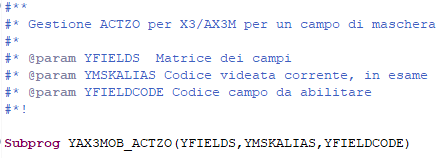 #**
#* Gestione ACTZO per X3/AX3M per un campo di maschera
#*
#* @param YFIELDS  Matrice dei campi
#* @param YMSKALIAS Codice videata corrente, in esame
#* @param YFIELDCODE Codice campo da abilitare
#*!
Subprog YAX3MOB_ACTZO(YFIELDS,YMSKALIAS,YFIELDCODE)